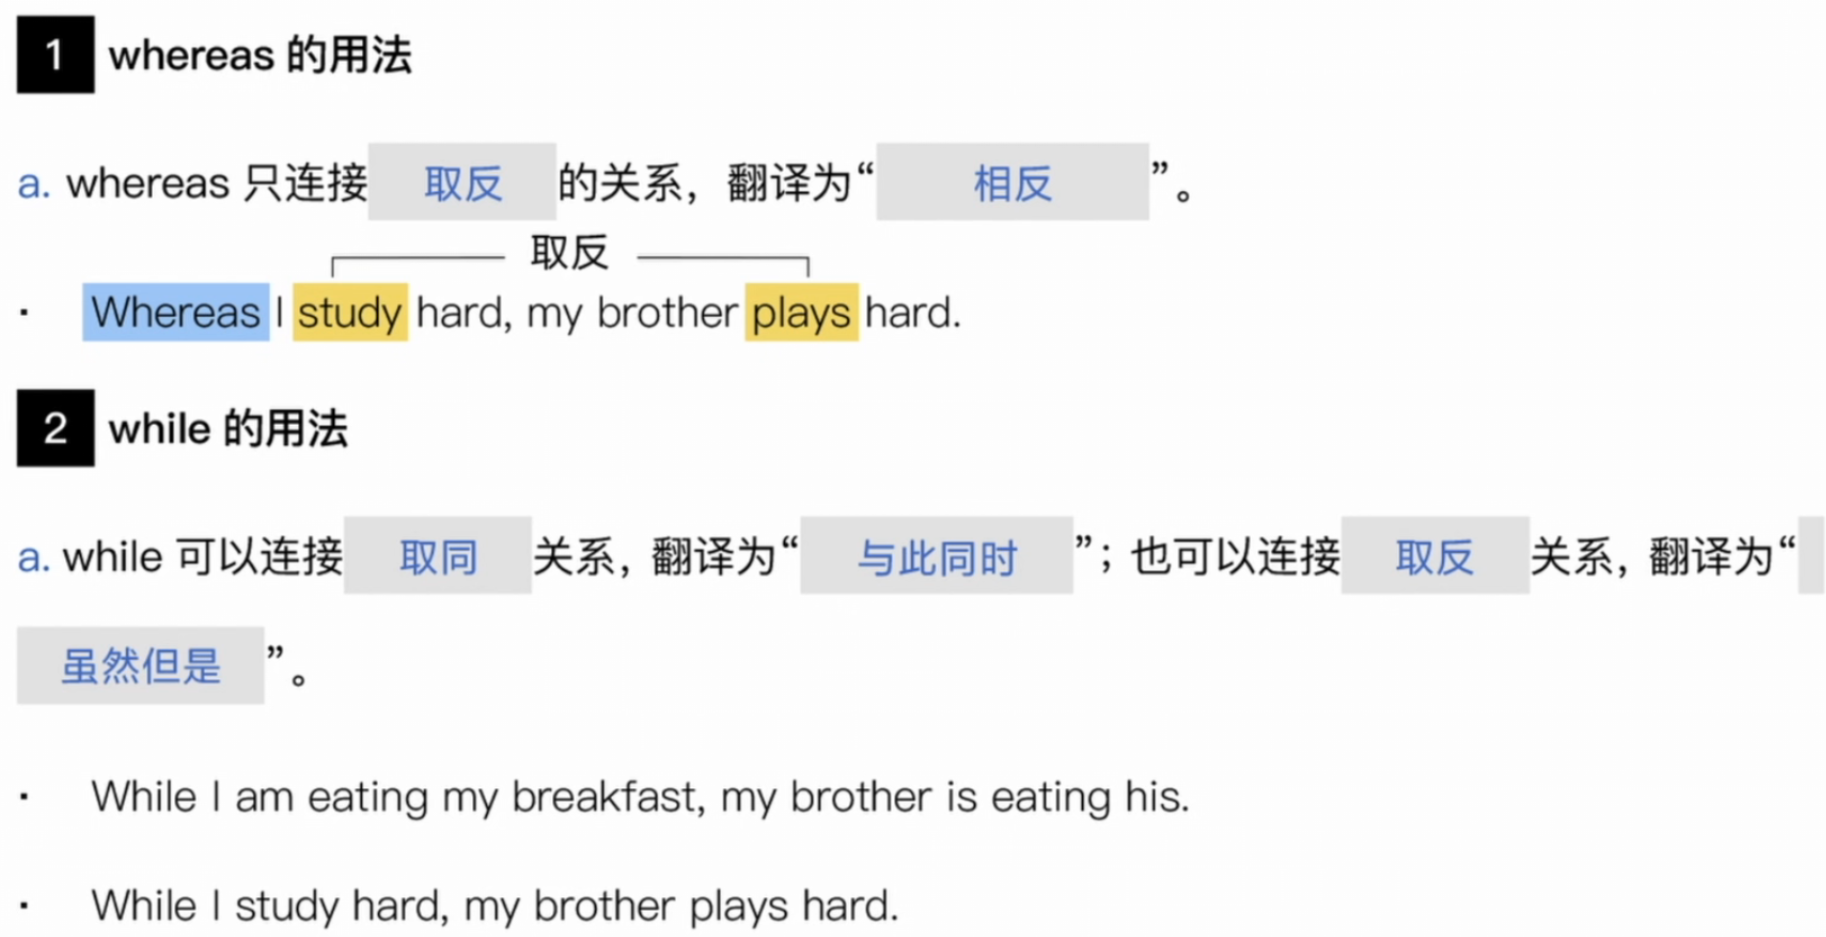 1 whereas 的用法
a. whereas 只连接 取反 的关系，翻译为“ 相反 ”。
取反
· Whereas I study hard, my brother plays hard.
2 while 的用法
a. while 可以连接 取同 关系，翻译为“ 与此同时 ”；也可以连接 取反 关系，翻译为“
虽然但是 ”。
· While I am eating my breakfast, my brother is eating his.
· While I study hard, my brother plays hard.